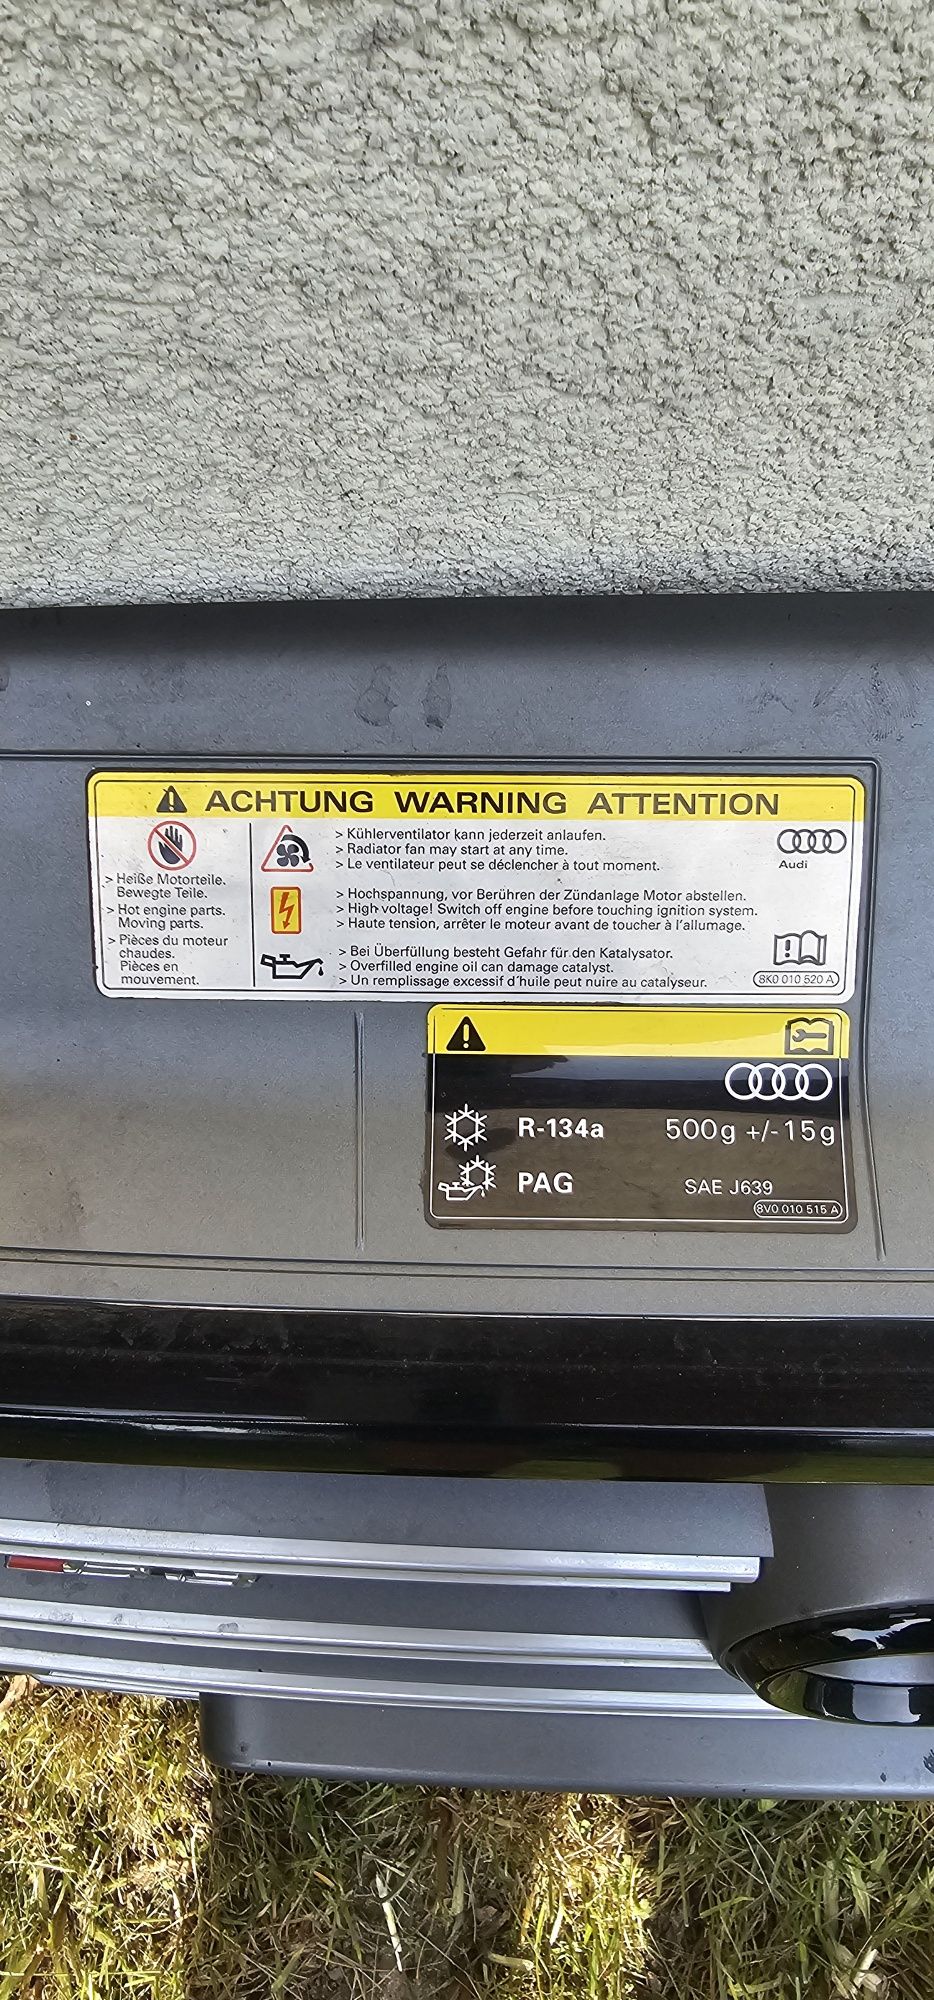 ACHTUNG WARNING ATTENTION
> Heiße Motorteile.
Bewegte Teile.
> Hot engine parts.
Moving parts.
> Pièces du moteur
chaudes.
Pièces en
mouvement.
> Kühlerventilator kann jederzeit anlaufen.
> Radiator fan may start at any time.
> Le ventilateur peut se déclencher à tout moment.
> Hochspannung, vor Berühren der Zündanlage Motor abstellen.
> High voltage! Switch off engine before touching ignition system.
> Haute tension, arrêter le moteur avant de toucher à l'allumage.
> Bei Überfüllung besteht Gefahr für den Katalysator.
> Overfilled engine oil can damage catalyst.
> Un remplissage excessif d'huile peut nuire au catalyseur.
Audi
8K0 010 520 A
R-134a 500g +/- 15g
PAG SAE J639
8V0 010 515 A